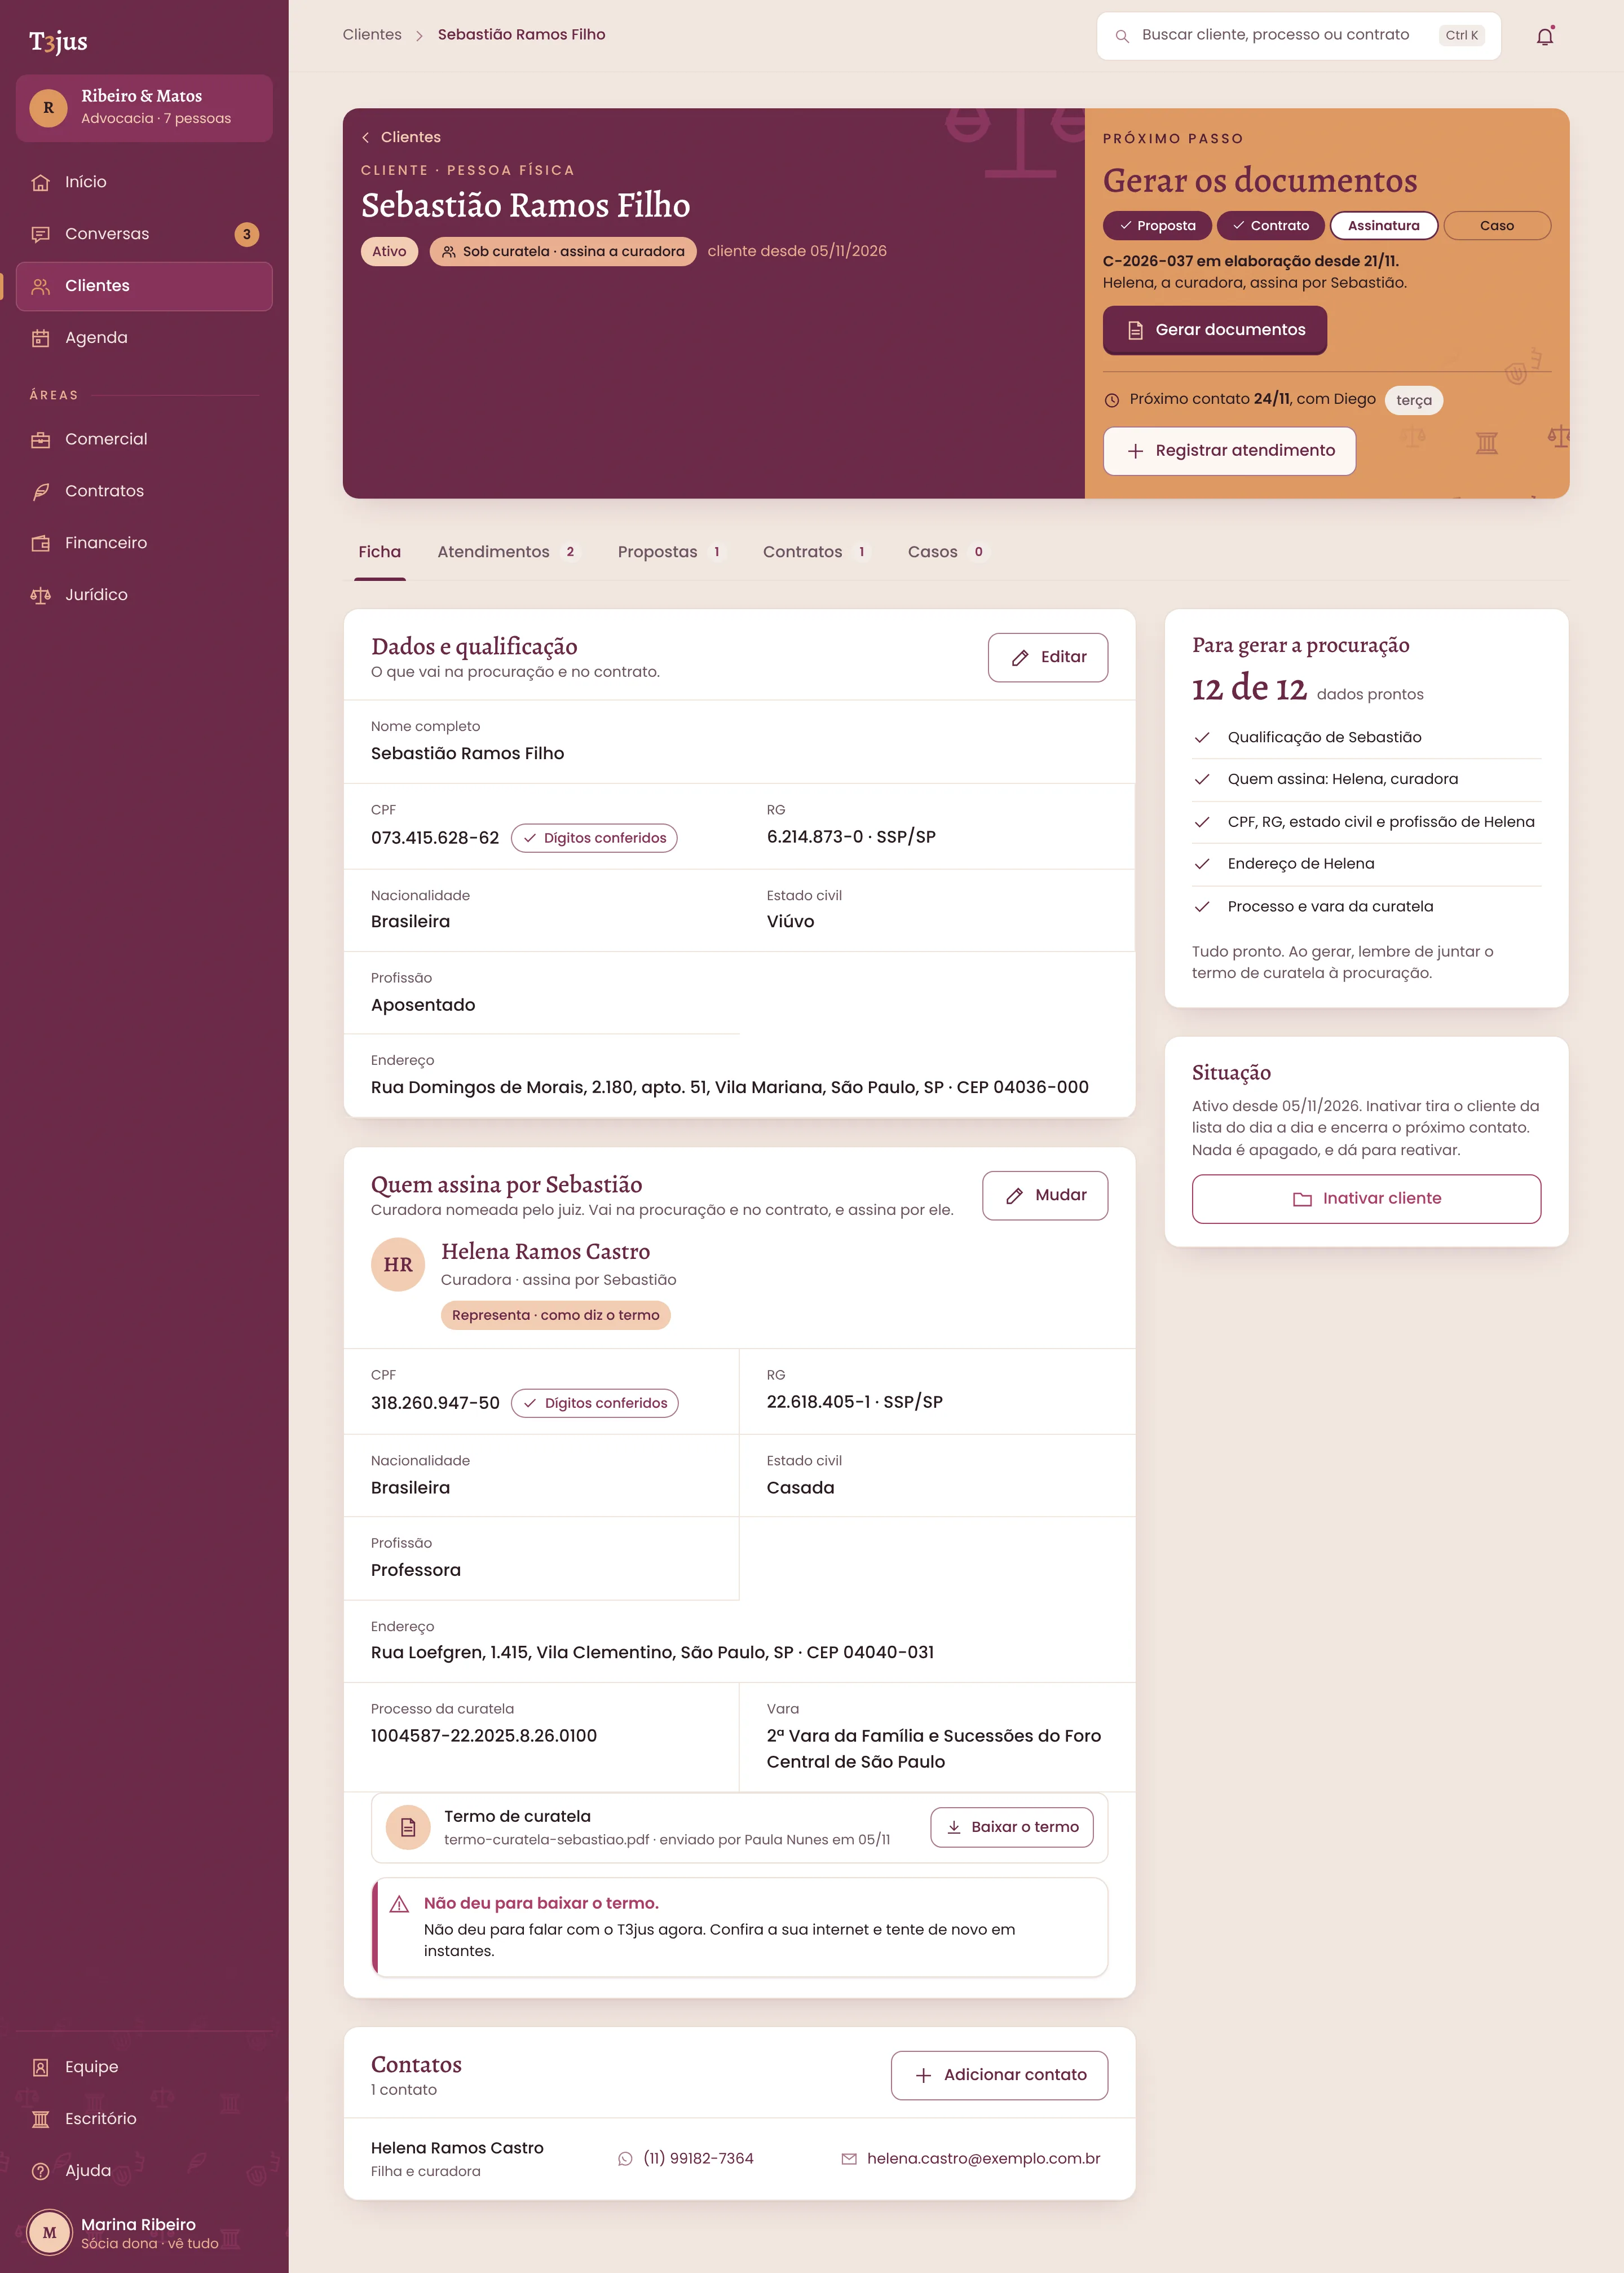 T3jus
R
Ribeiro & Matos
Advocacia · 7 pessoas
Início
Conversas
3
Clientes
Agenda
ÁREAS
Comercial
Contratos
Financeiro
Jurídico
Equipe
Escritório
Ajuda
M
Marina Ribeiro
Sócia dona · vê tudo
Clientes
Sebastião Ramos Filho
Buscar cliente, processo ou contrato
Ctrl K
Clientes
CLIENTE · PESSOA FÍSICA
Sebastião Ramos Filho
Ativo
Sob curatela · assina a curadora
cliente desde 05/11/2026
PRÓXIMO PASSO
Gerar os documentos
Proposta
Contrato
Assinatura
Caso
C-2026-037 em elaboração desde 21/11.
Helena, a curadora, assina por Sebastião.
Gerar documentos
Próximo contato 24/11, com Diego
terça
Registrar atendimento
Ficha
Atendimentos 2
Propostas 1
Contratos 1
Casos 0
Dados e qualificação
O que vai na procuração e no contrato.
Editar
Nome completo
Sebastião Ramos Filho
CPF
073.415.628-62
Dígitos conferidos
RG
6.214.873-0 · SSP/SP
Nacionalidade
Brasileira
Estado civil
Viúvo
Profissão
Aposentado
Endereço
Rua Domingos de Morais, 2.180, apto. 51, Vila Mariana, São Paulo, SP · CEP 04036-000
Quem assina por Sebastião
Curadora nomeada pelo juiz. Vai na procuração e no contrato, e assina por ele.
Mudar
HR
Helena Ramos Castro
Curadora · assina por Sebastião
Representa · como diz o termo
CPF
318.260.947-50
Dígitos conferidos
RG
22.618.405-1 · SSP/SP
Nacionalidade
Brasileira
Estado civil
Casada
Profissão
Professora
Endereço
Rua Loefgren, 1.415, Vila Clementino, São Paulo, SP · CEP 04040-031
Processo da curatela
1004587-22.2025.8.26.0100
Vara
2ª Vara da Família e Sucessões do Foro
Central de São Paulo
Termo de curatela
termo-curatela-sebastiao.pdf · enviado por Paula Nunes em 05/11
Baixar o termo
Não deu para baixar o termo.
Não deu para falar com o T3jus agora. Confira a sua internet e tente de novo em
instantes.
Contatos
1 contato
Adicionar contato
Helena Ramos Castro
Filha e curadora
(11) 99182-7364
helena.castro@exemplo.com.br
Para gerar a procuração
12 de 12 dados prontos
Qualificação de Sebastião
Quem assina: Helena, curadora
CPF, RG, estado civil e profissão de Helena
Endereço de Helena
Processo e vara da curatela
Tudo pronto. Ao gerar, lembre de juntar o
termo de curatela à procuração.
Situação
Ativo desde 05/11/2026. Inativar tira o cliente da
lista do dia a dia e encerra o próximo contato.
Nada é apagado, e dá para reativar.
Inativar cliente